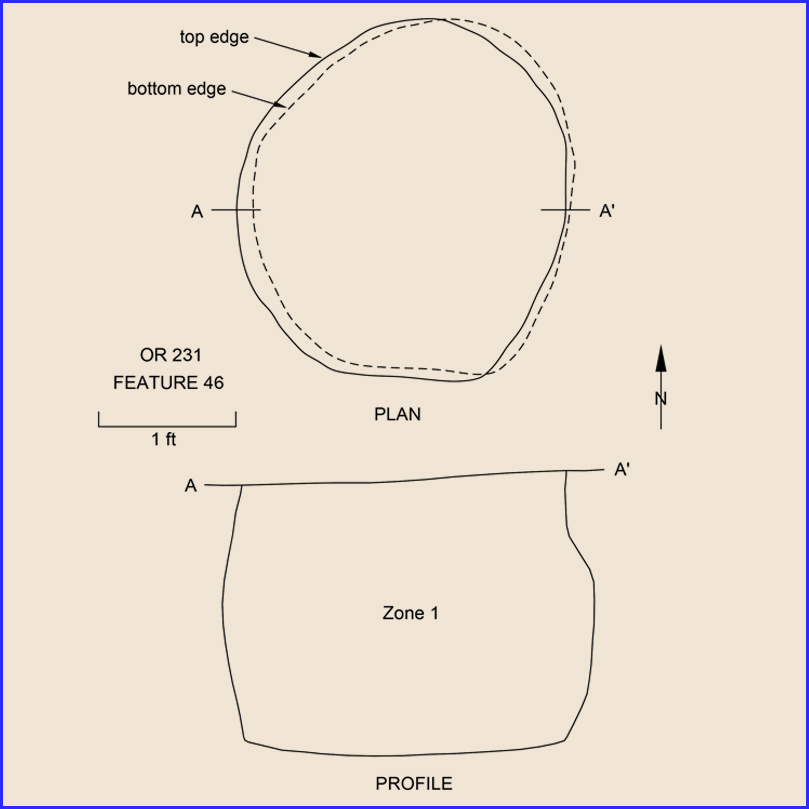 top edge
bottom edge
A
A'
OR 231
FEATURE 46
1 ft
PLAN
N
A
A'
Zone 1
PROFILE